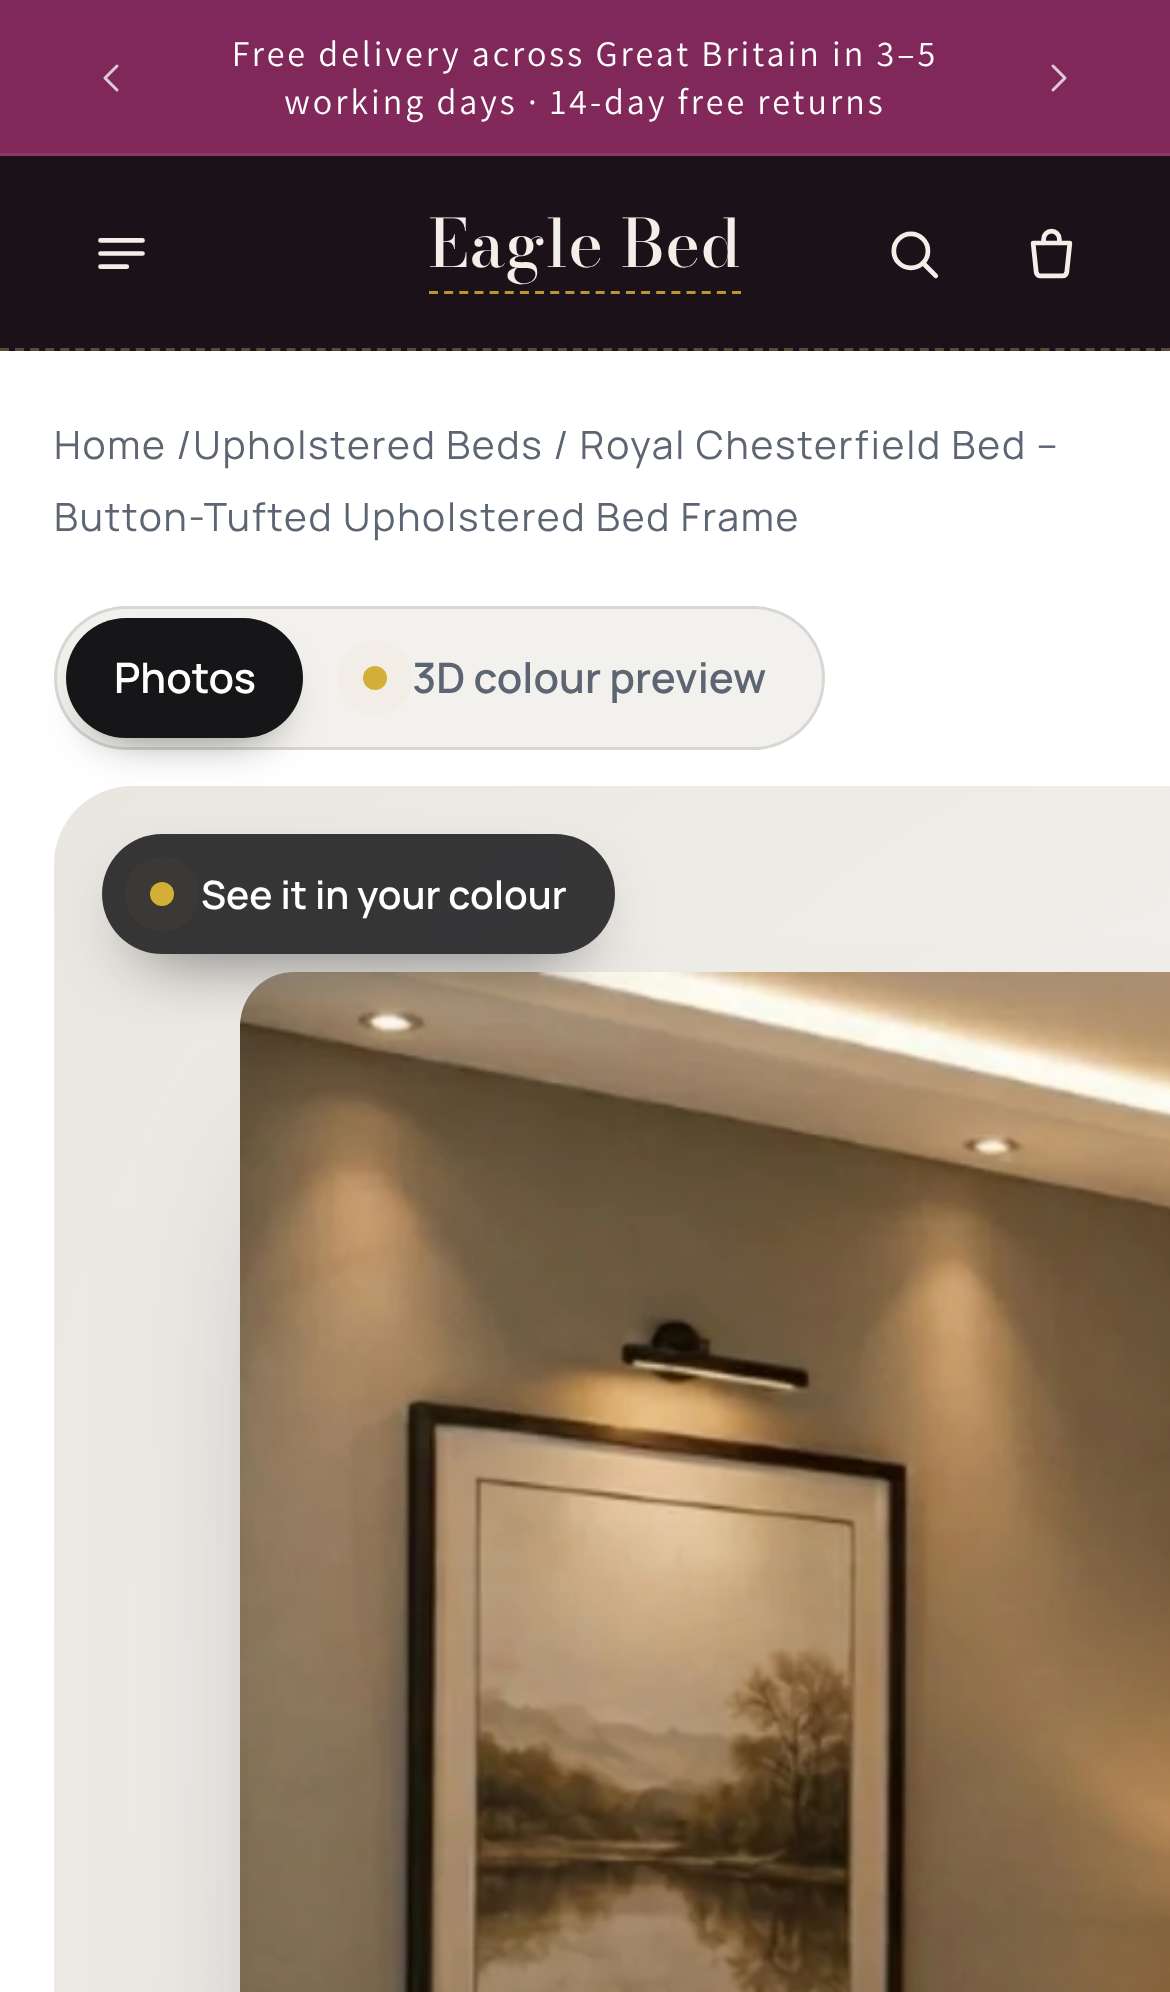 Free delivery across Great Britain in 3–5
working days · 14-day free returns
Eagle Bed
Home /Upholstered Beds / Royal Chesterfield Bed –
Button-Tufted Upholstered Bed Frame
Photos
3D colour preview
See it in your colour